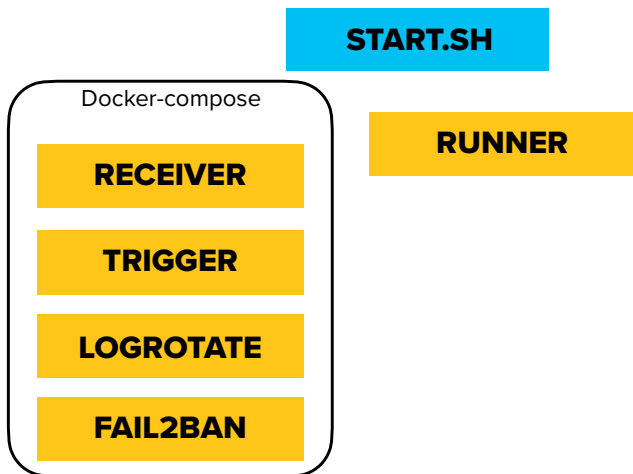 START.SH
Docker-compose
RUNNER
RECEIVER
TRIGGER
LOGROTATE
FAIL2BAN